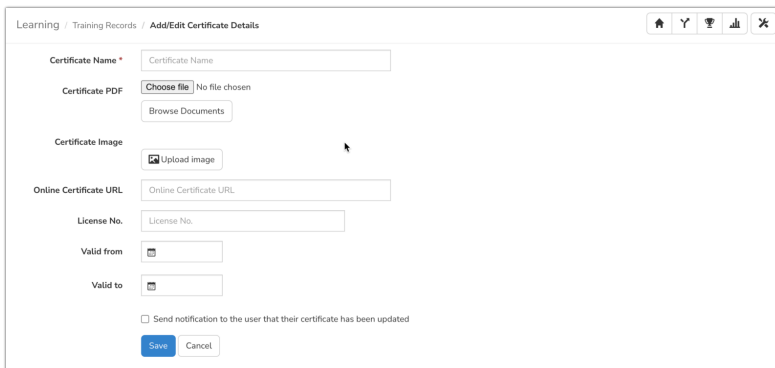 Learning / Training Records / Add/Edit Certificate Details
Certificate Name *
Certificate Name
Certificate PDF
Choose file No file chosen
Browse Documents
Certificate Image
Upload image
Online Certificate URL
Online Certificate URL
License No.
License No.
Valid from
Valid to
Send notification to the user that their certificate has been updated
Save Cancel